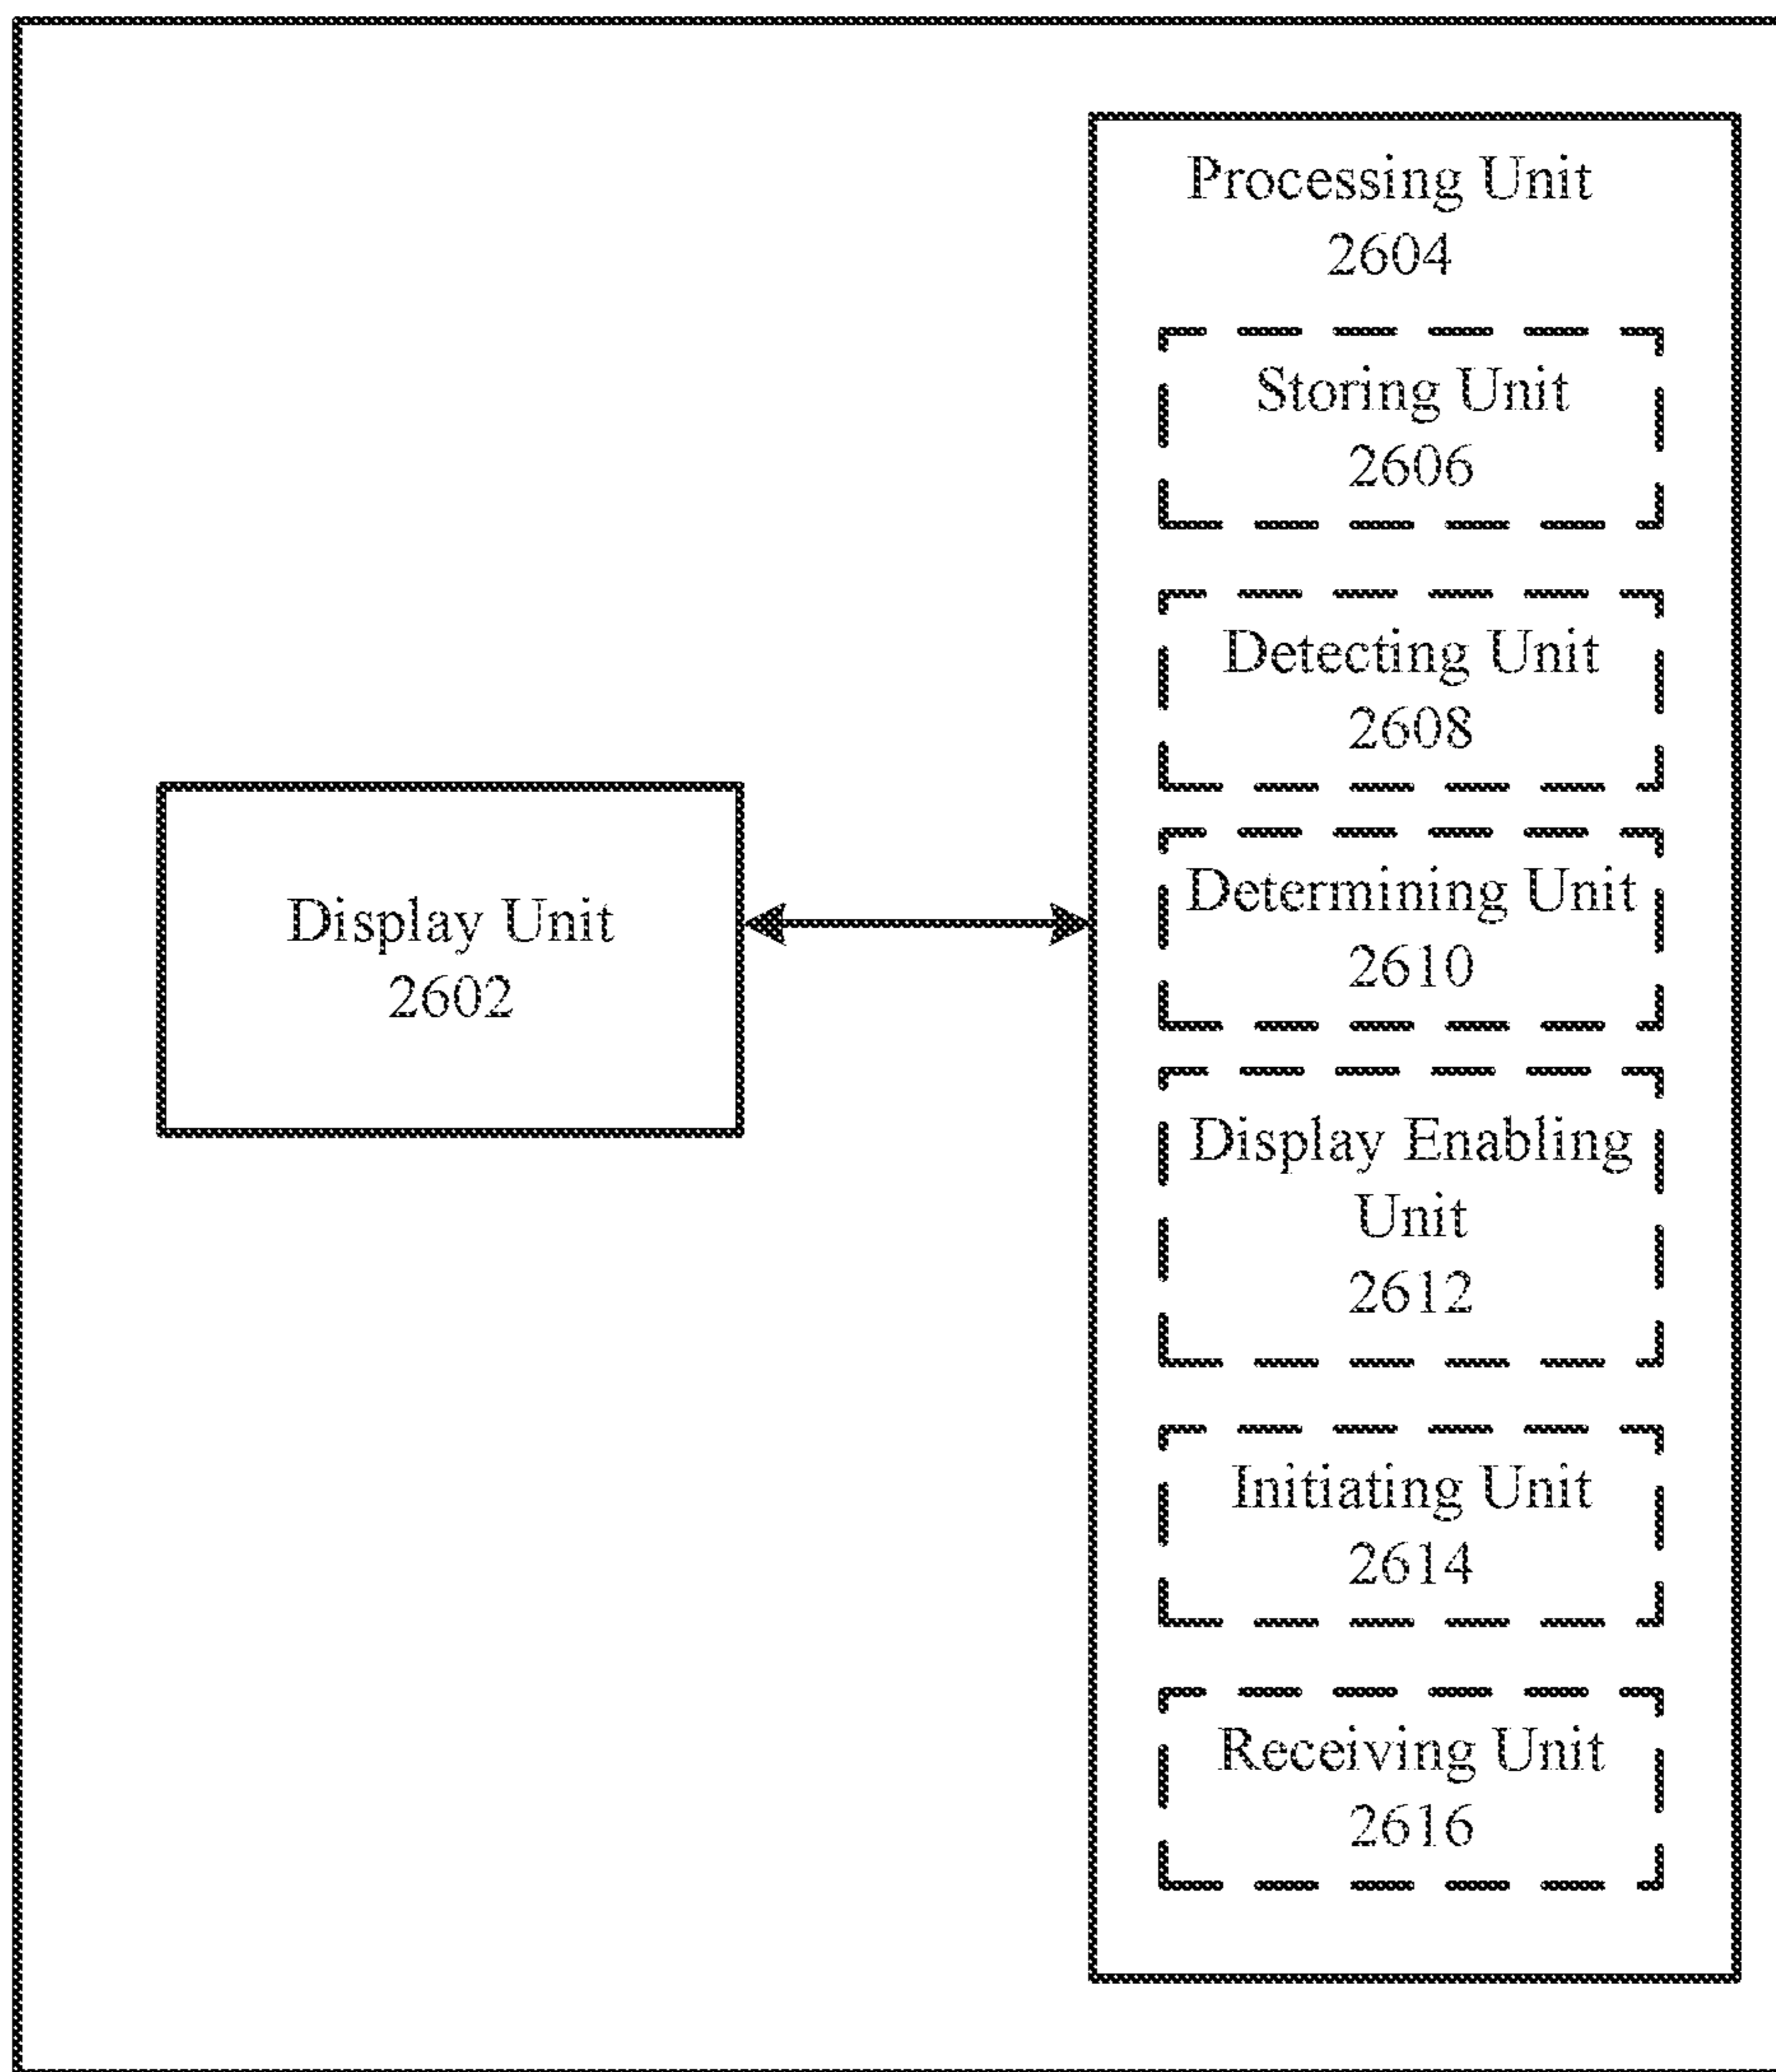 Processing Unit
2604
Storing Unit
2606
Detecting Unit
2608
Display Unit
2602
Determining Unit
2610
Display Enabling
Unit
2612
Initiating Unit
2614
Receiving Unit
2616